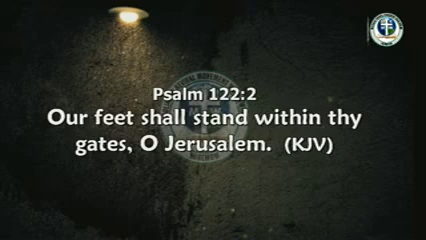 Psalm 122:2
Our feet shall stand within thy
gates, O Jerusalem. (KJV)